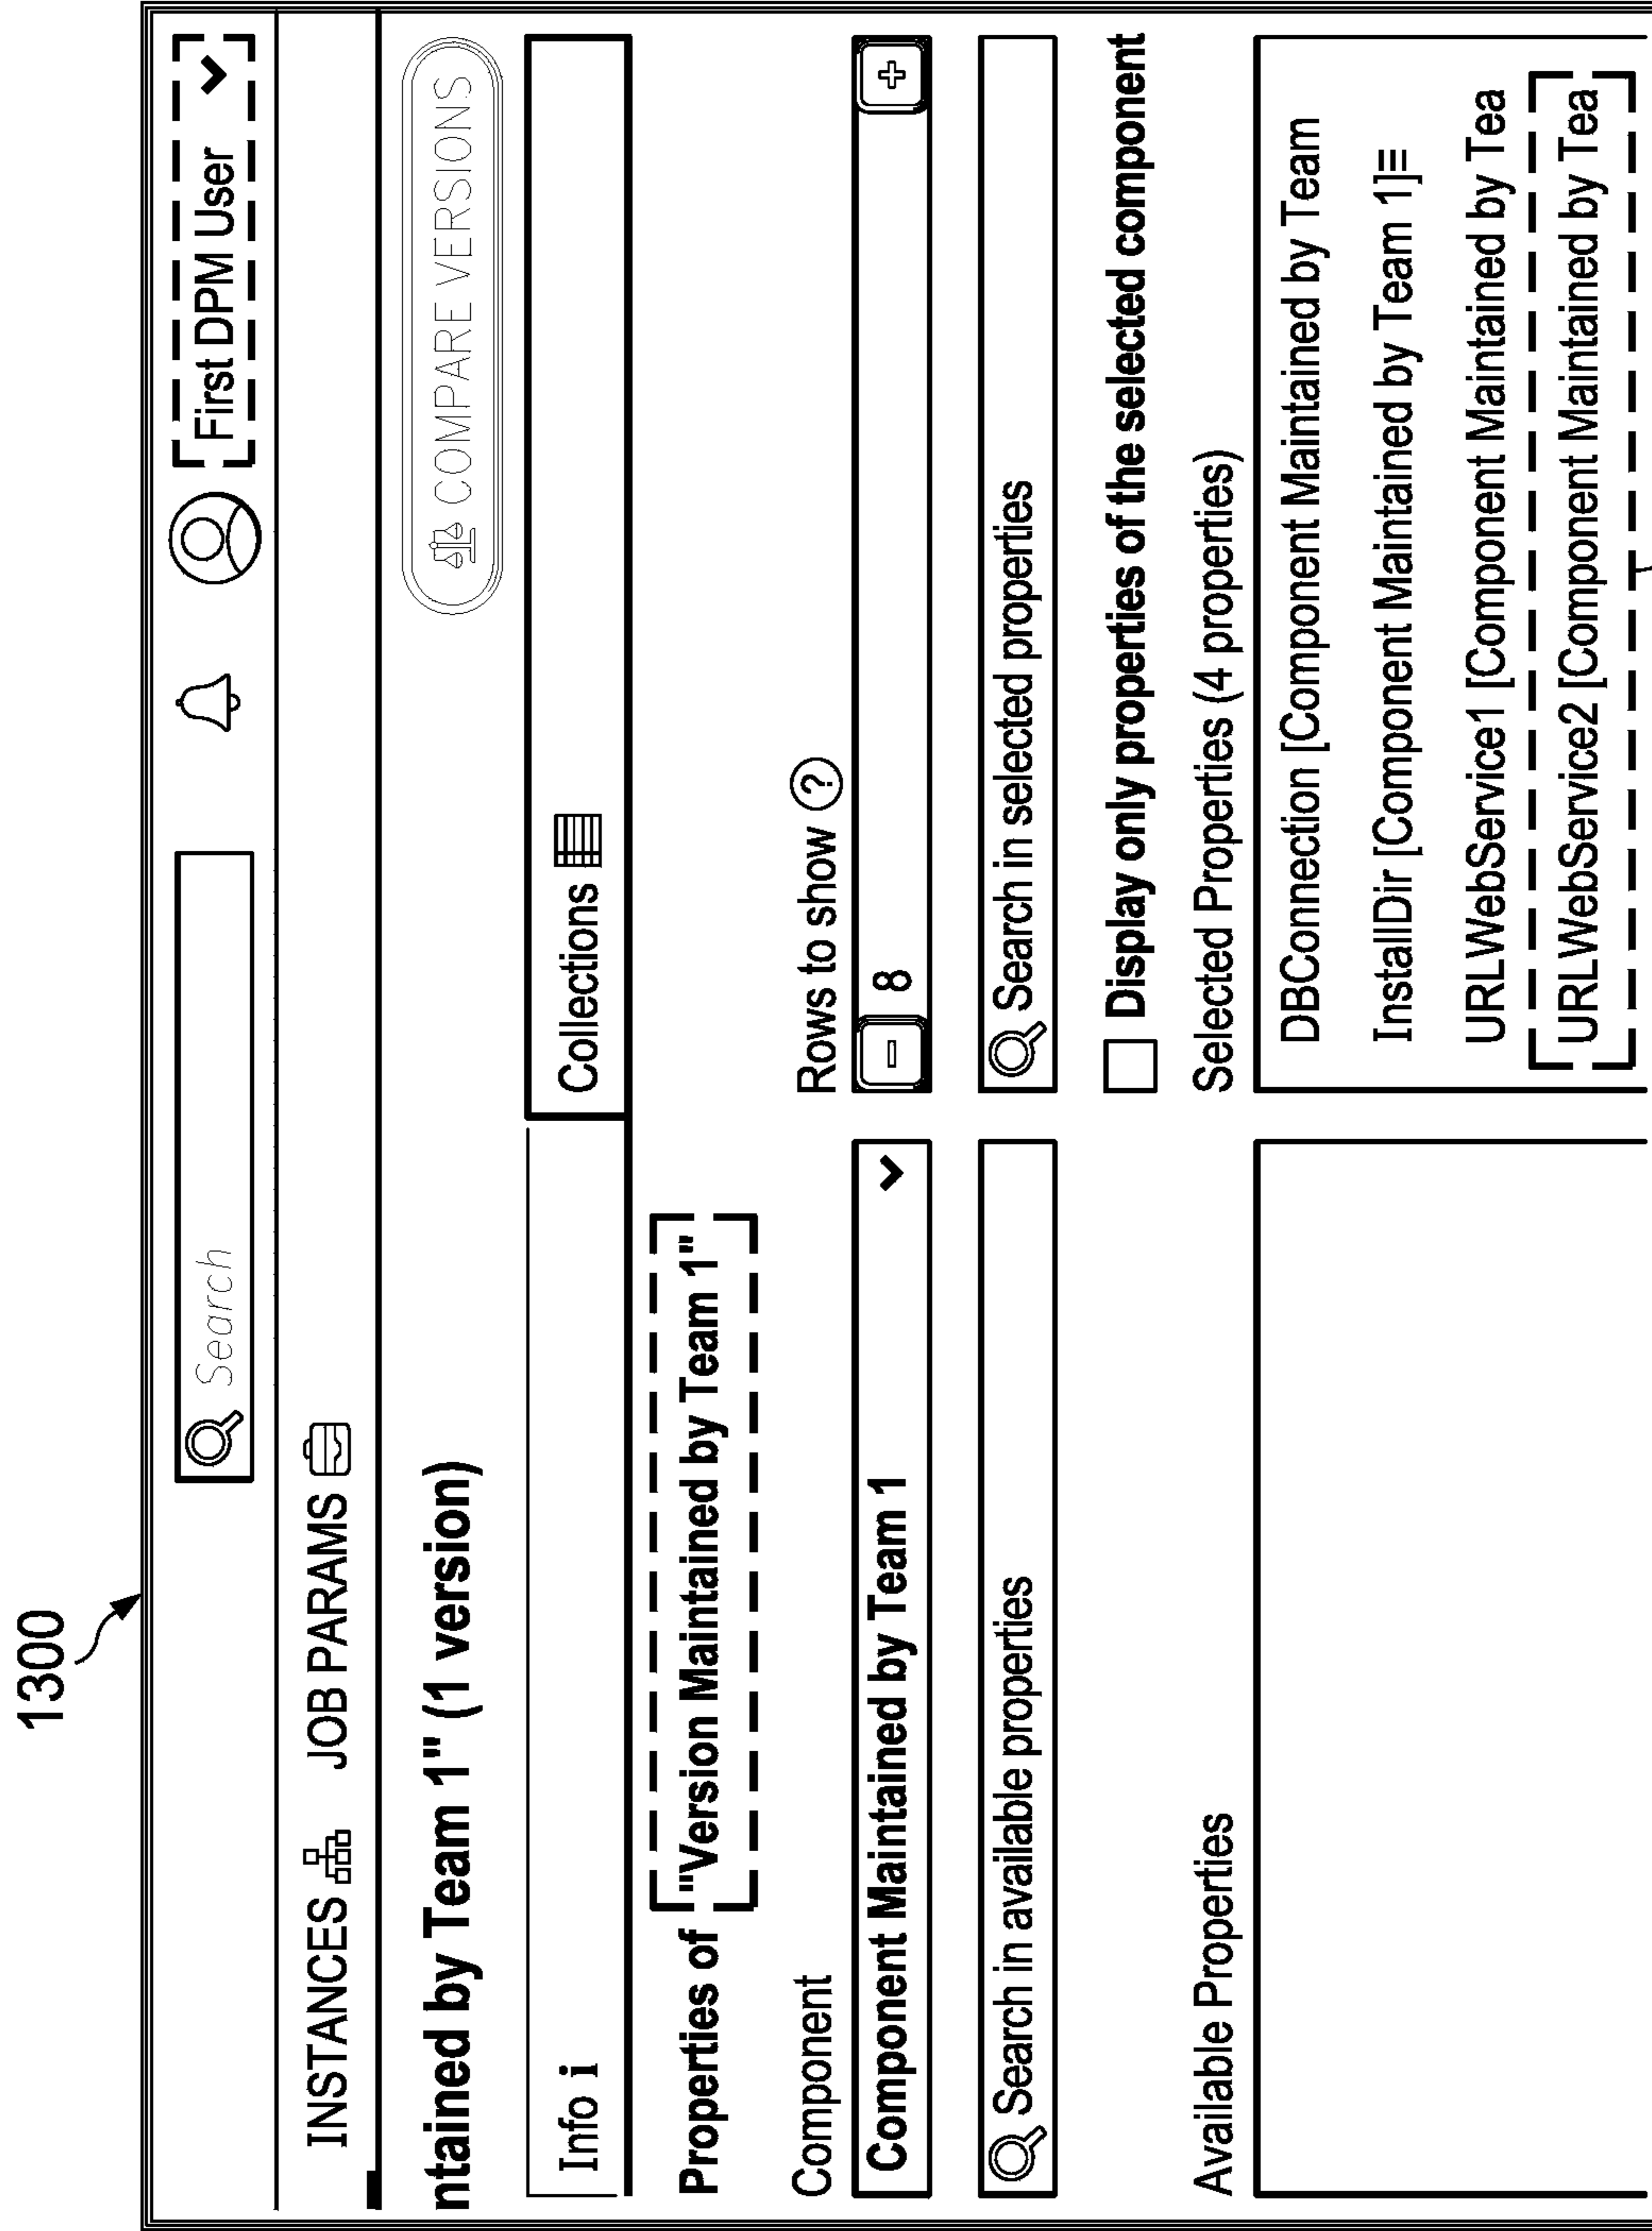 1300
Search
First DPM User
INSTANCES JOB PARAMS
ntained by Team 1" (1 version)
COMPARE VERSIONS
Info i
Collections
Properties of "Version Maintained by Team 1"
Component
Rows to show ?
Component Maintained by Team 1
- 8 +
Search in available properties
Search in selected properties
Display only properties of the selected component
Available Properties
Selected Properties (4 properties)
DBConnection [Component Maintained by Team
InstallDir [Component Maintained by Team 1]≡
URLWebService1 [Component Maintained by Tea
URLWebService2 [Component Maintained by Tea